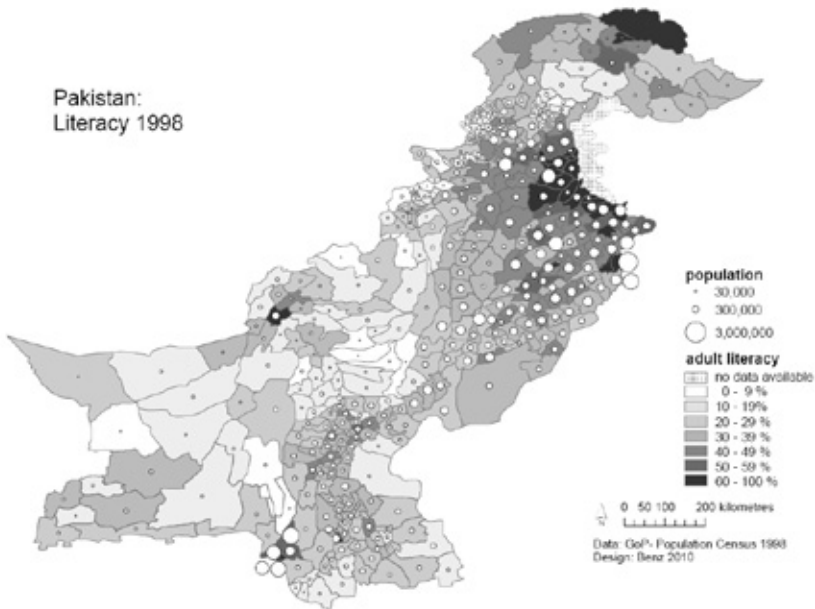 Pakistan:
Literacy 1998
population
30,000
300,000
3,000,000
adult literacy
no data available
0 - 9 %
10 - 19%
20 - 29 %
30 - 39 %
40 - 49 %
50 - 59 %
60 - 100 %
0 50 100 200 kilometres
Data: GoP- Population Census 1998
Design: Benz 2010